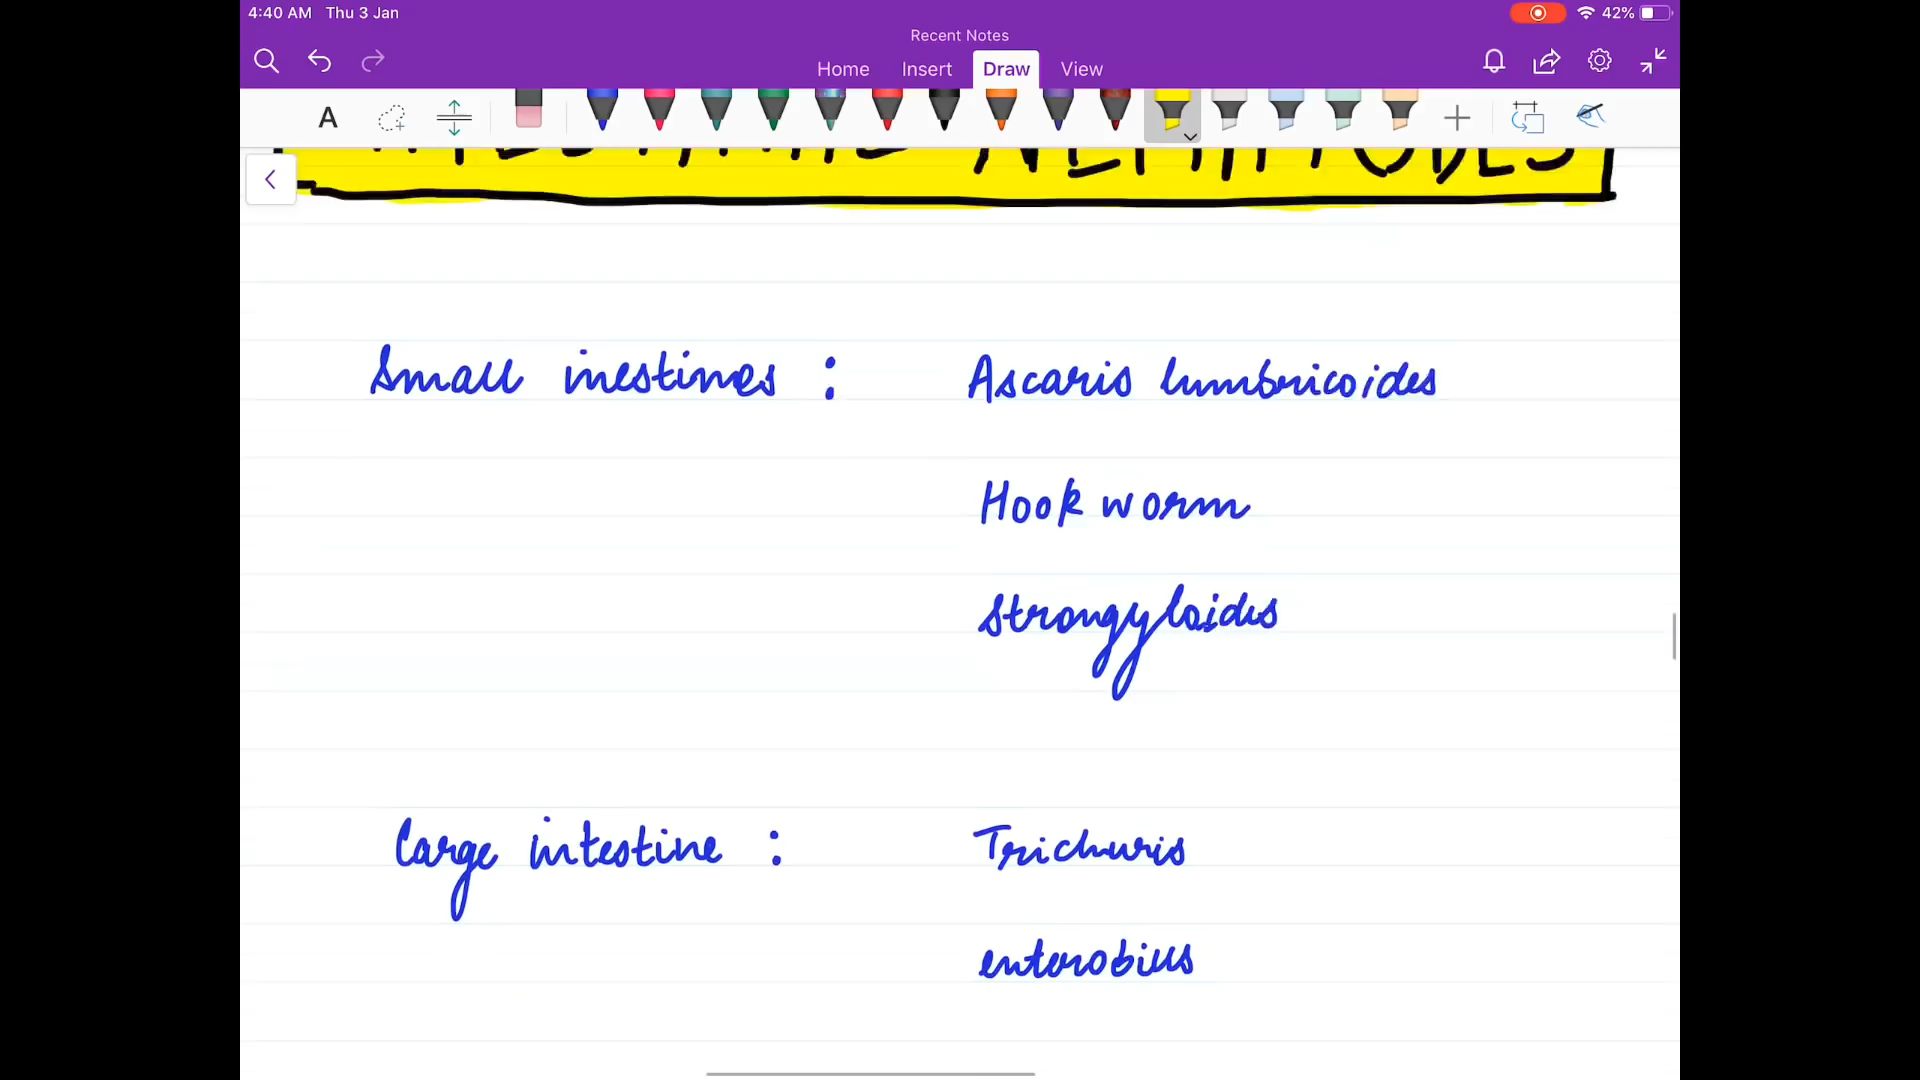 4:40 AM Thu 3 Jan
42%
Recent Notes
Home Insert Draw View
A
NEMATODES
Small inestines : Ascaris lumbricoides
Hook worm
Strongyloides
Large intestine : Trichuris
enterobius